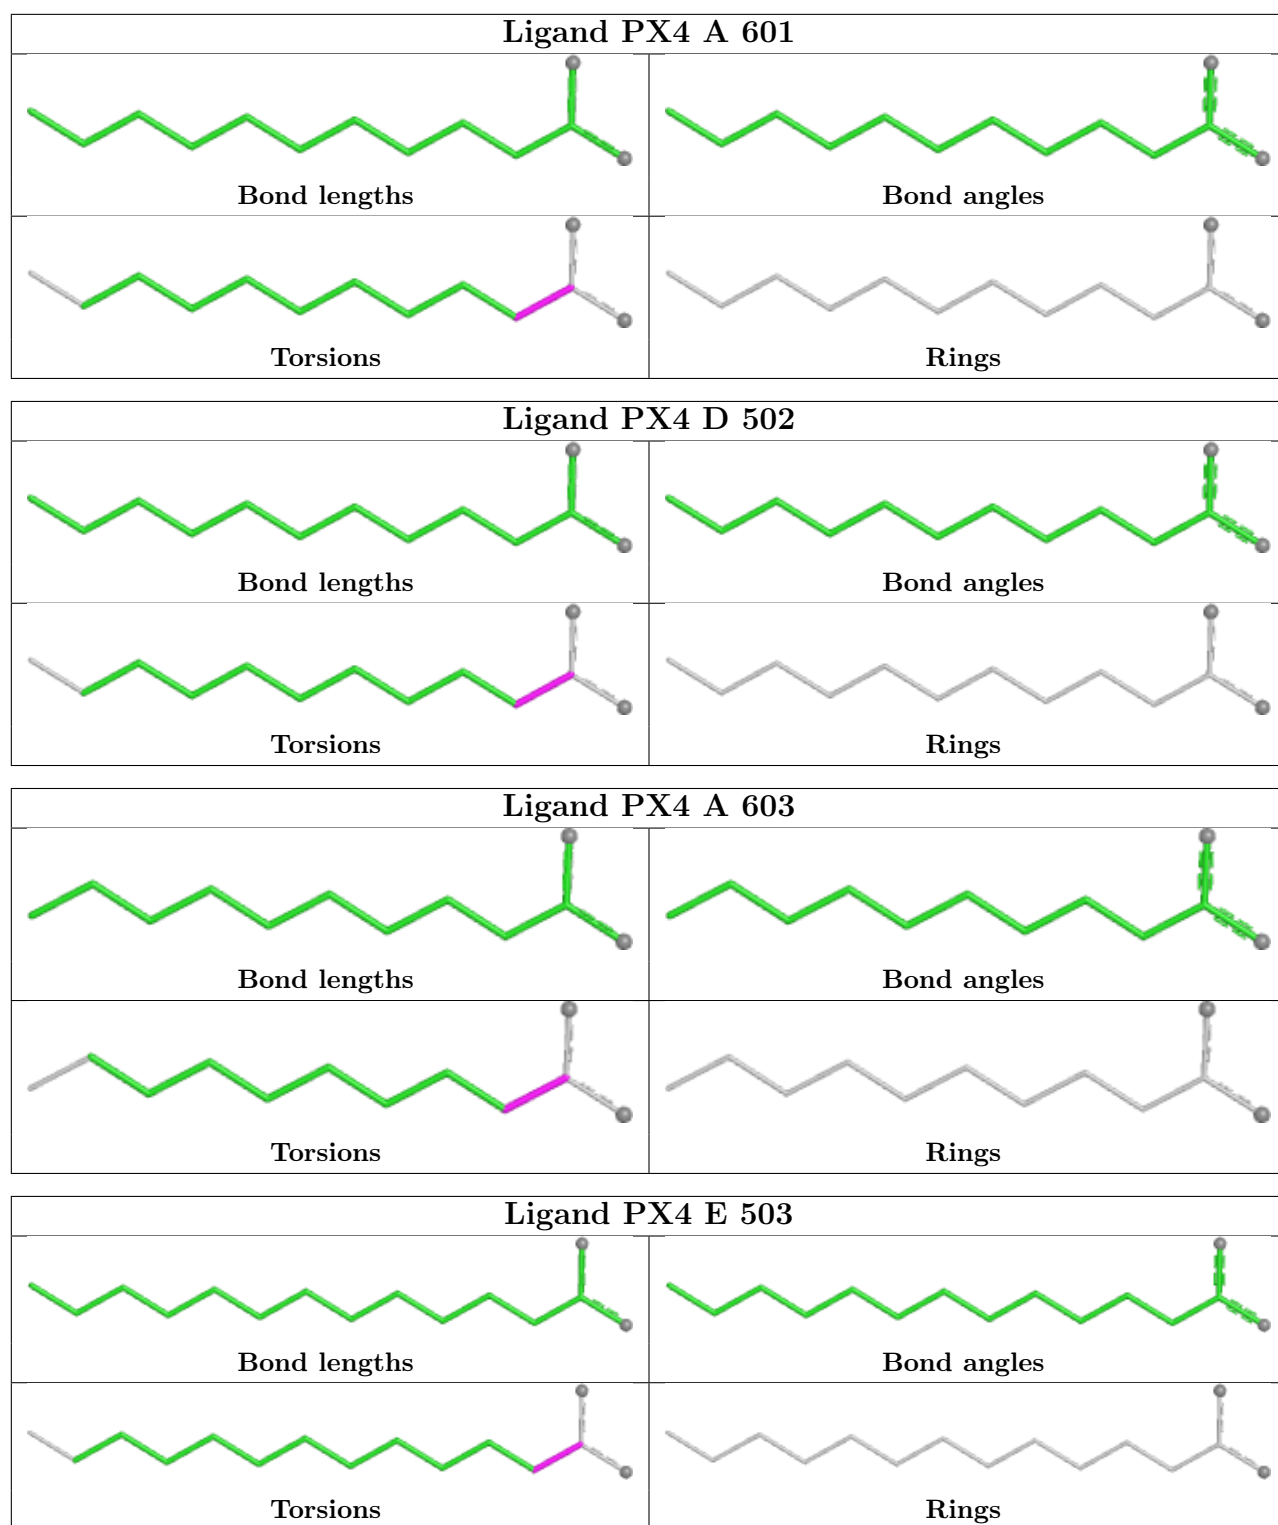 Ligand PX4 A 601
Bond lengths
Bond angles
Torsions
Rings
Ligand PX4 D 502
Bond lengths
Bond angles
Torsions
Rings
Ligand PX4 A 603
Bond lengths
Bond angles
Torsions
Rings
Ligand PX4 E 503
Bond lengths
Bond angles
Torsions
Rings